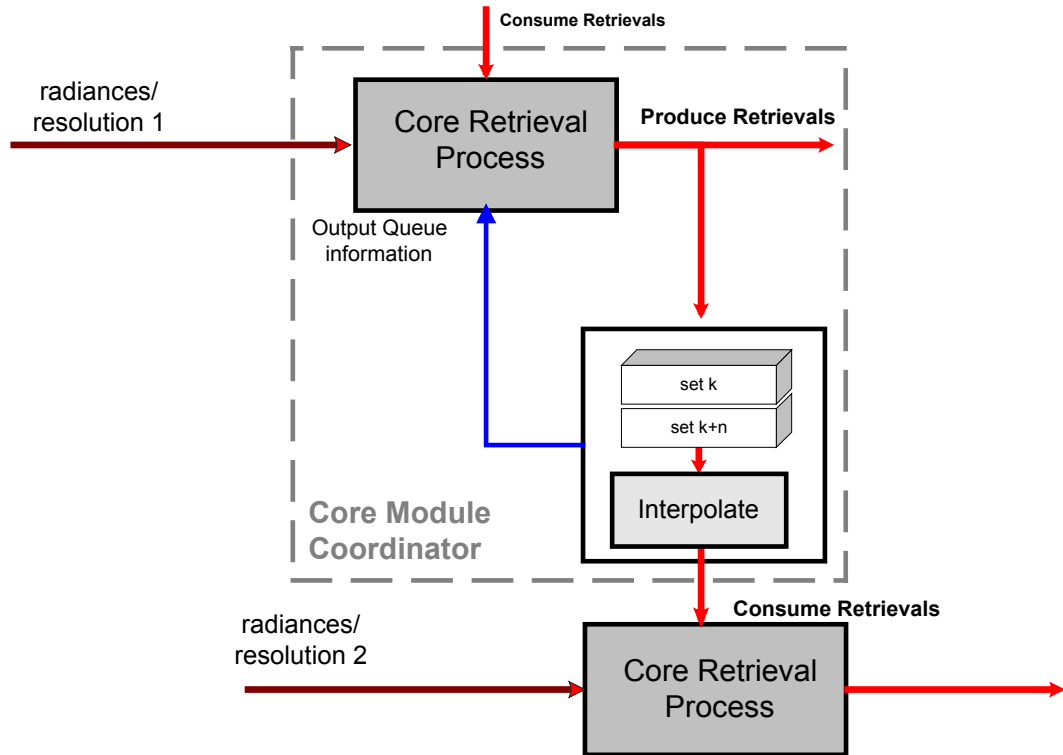 Consume Retrievals
radiances/
resolution 1
Core Retrieval
Process
Produce Retrievals
Output Queue
information
set k
set k+n
Interpolate
Core Module
Coordinator
Consume Retrievals
radiances/
resolution 2
Core Retrieval
Process